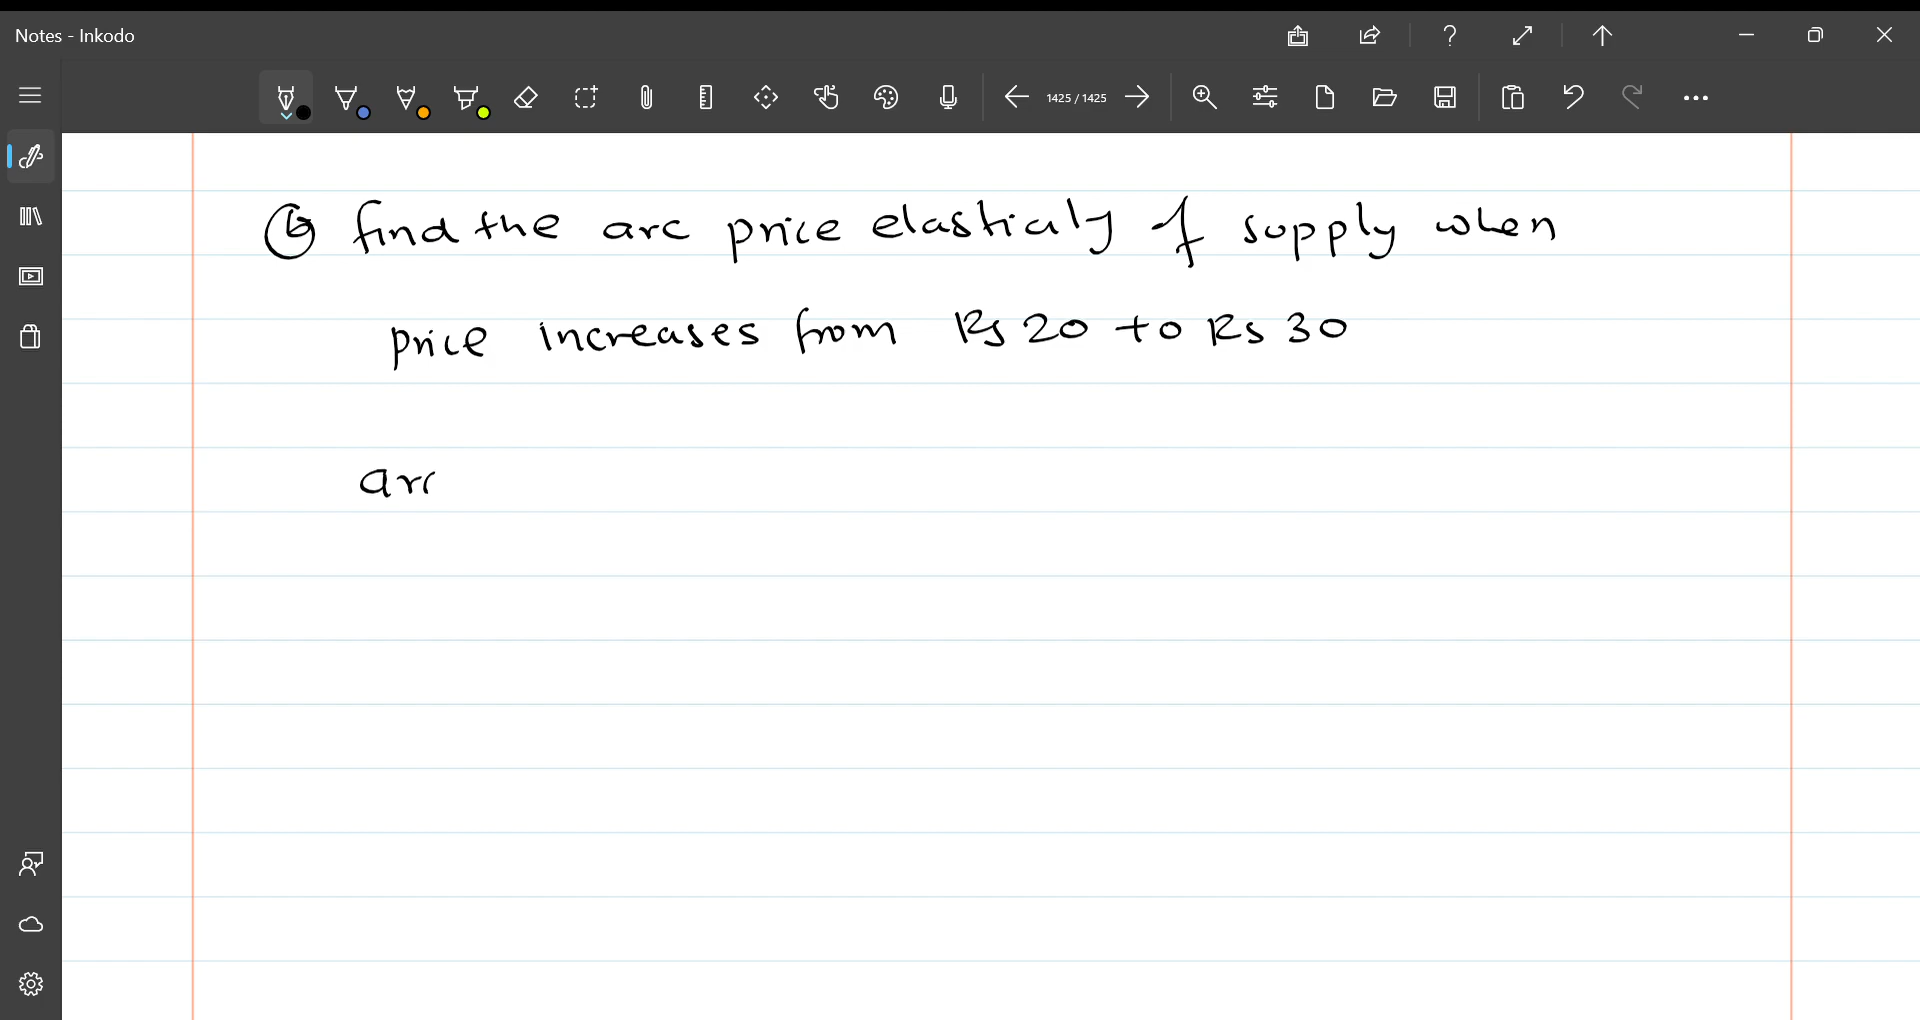 Notes - Inkodo
1425 / 1425
find the arc price elasticity of supply when
price increases from Rs 20 to Rs 30
arc